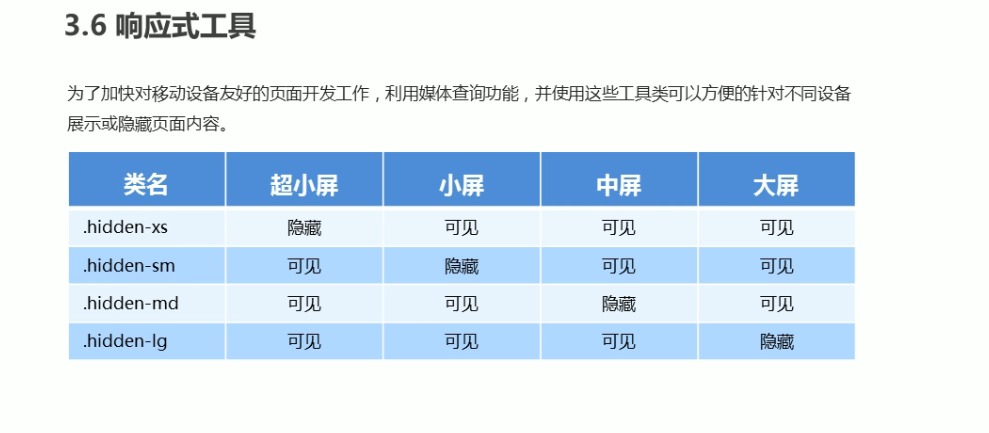 3.6 响应式工具
为了加快对移动设备友好的页面开发工作，利用媒体查询功能，并使用这些工具类可以方便的针对不同设备
展示或隐藏页面内容。
类名 超小屏 小屏 中屏 大屏
.hidden-xs 隐藏 可见 可见 可见
.hidden-sm 可见 隐藏 可见 可见
.hidden-md 可见 可见 隐藏 可见
.hidden-lg 可见 可见 可见 隐藏